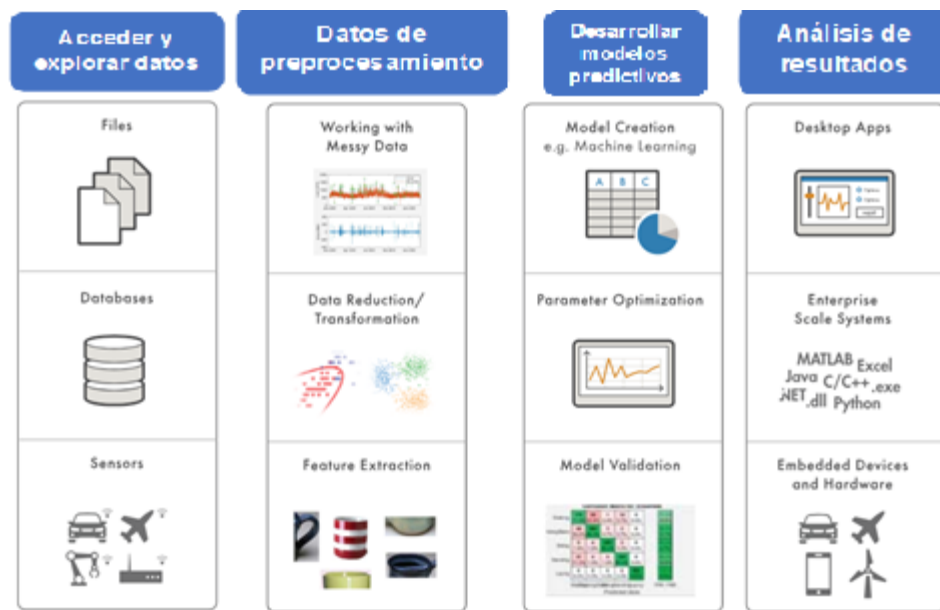 Acceder y
explorar datos
Files
Databases
Sensors
Datos de
preprocesamiento
Working with
Messy Data
Data Reduction/
Transformation
Feature Extraction
Desarrollar
modelos
predictivos
Model Creation
e.g. Machine Learning
A B C
Parameter Optimization
Model Validation
Análisis de
resultados
Desktop Apps
Enterprise
Scale Systems
MATLAB Excel
Java C/C++ .exe
.NET .dll Python
Embedded Devices
and Hardware